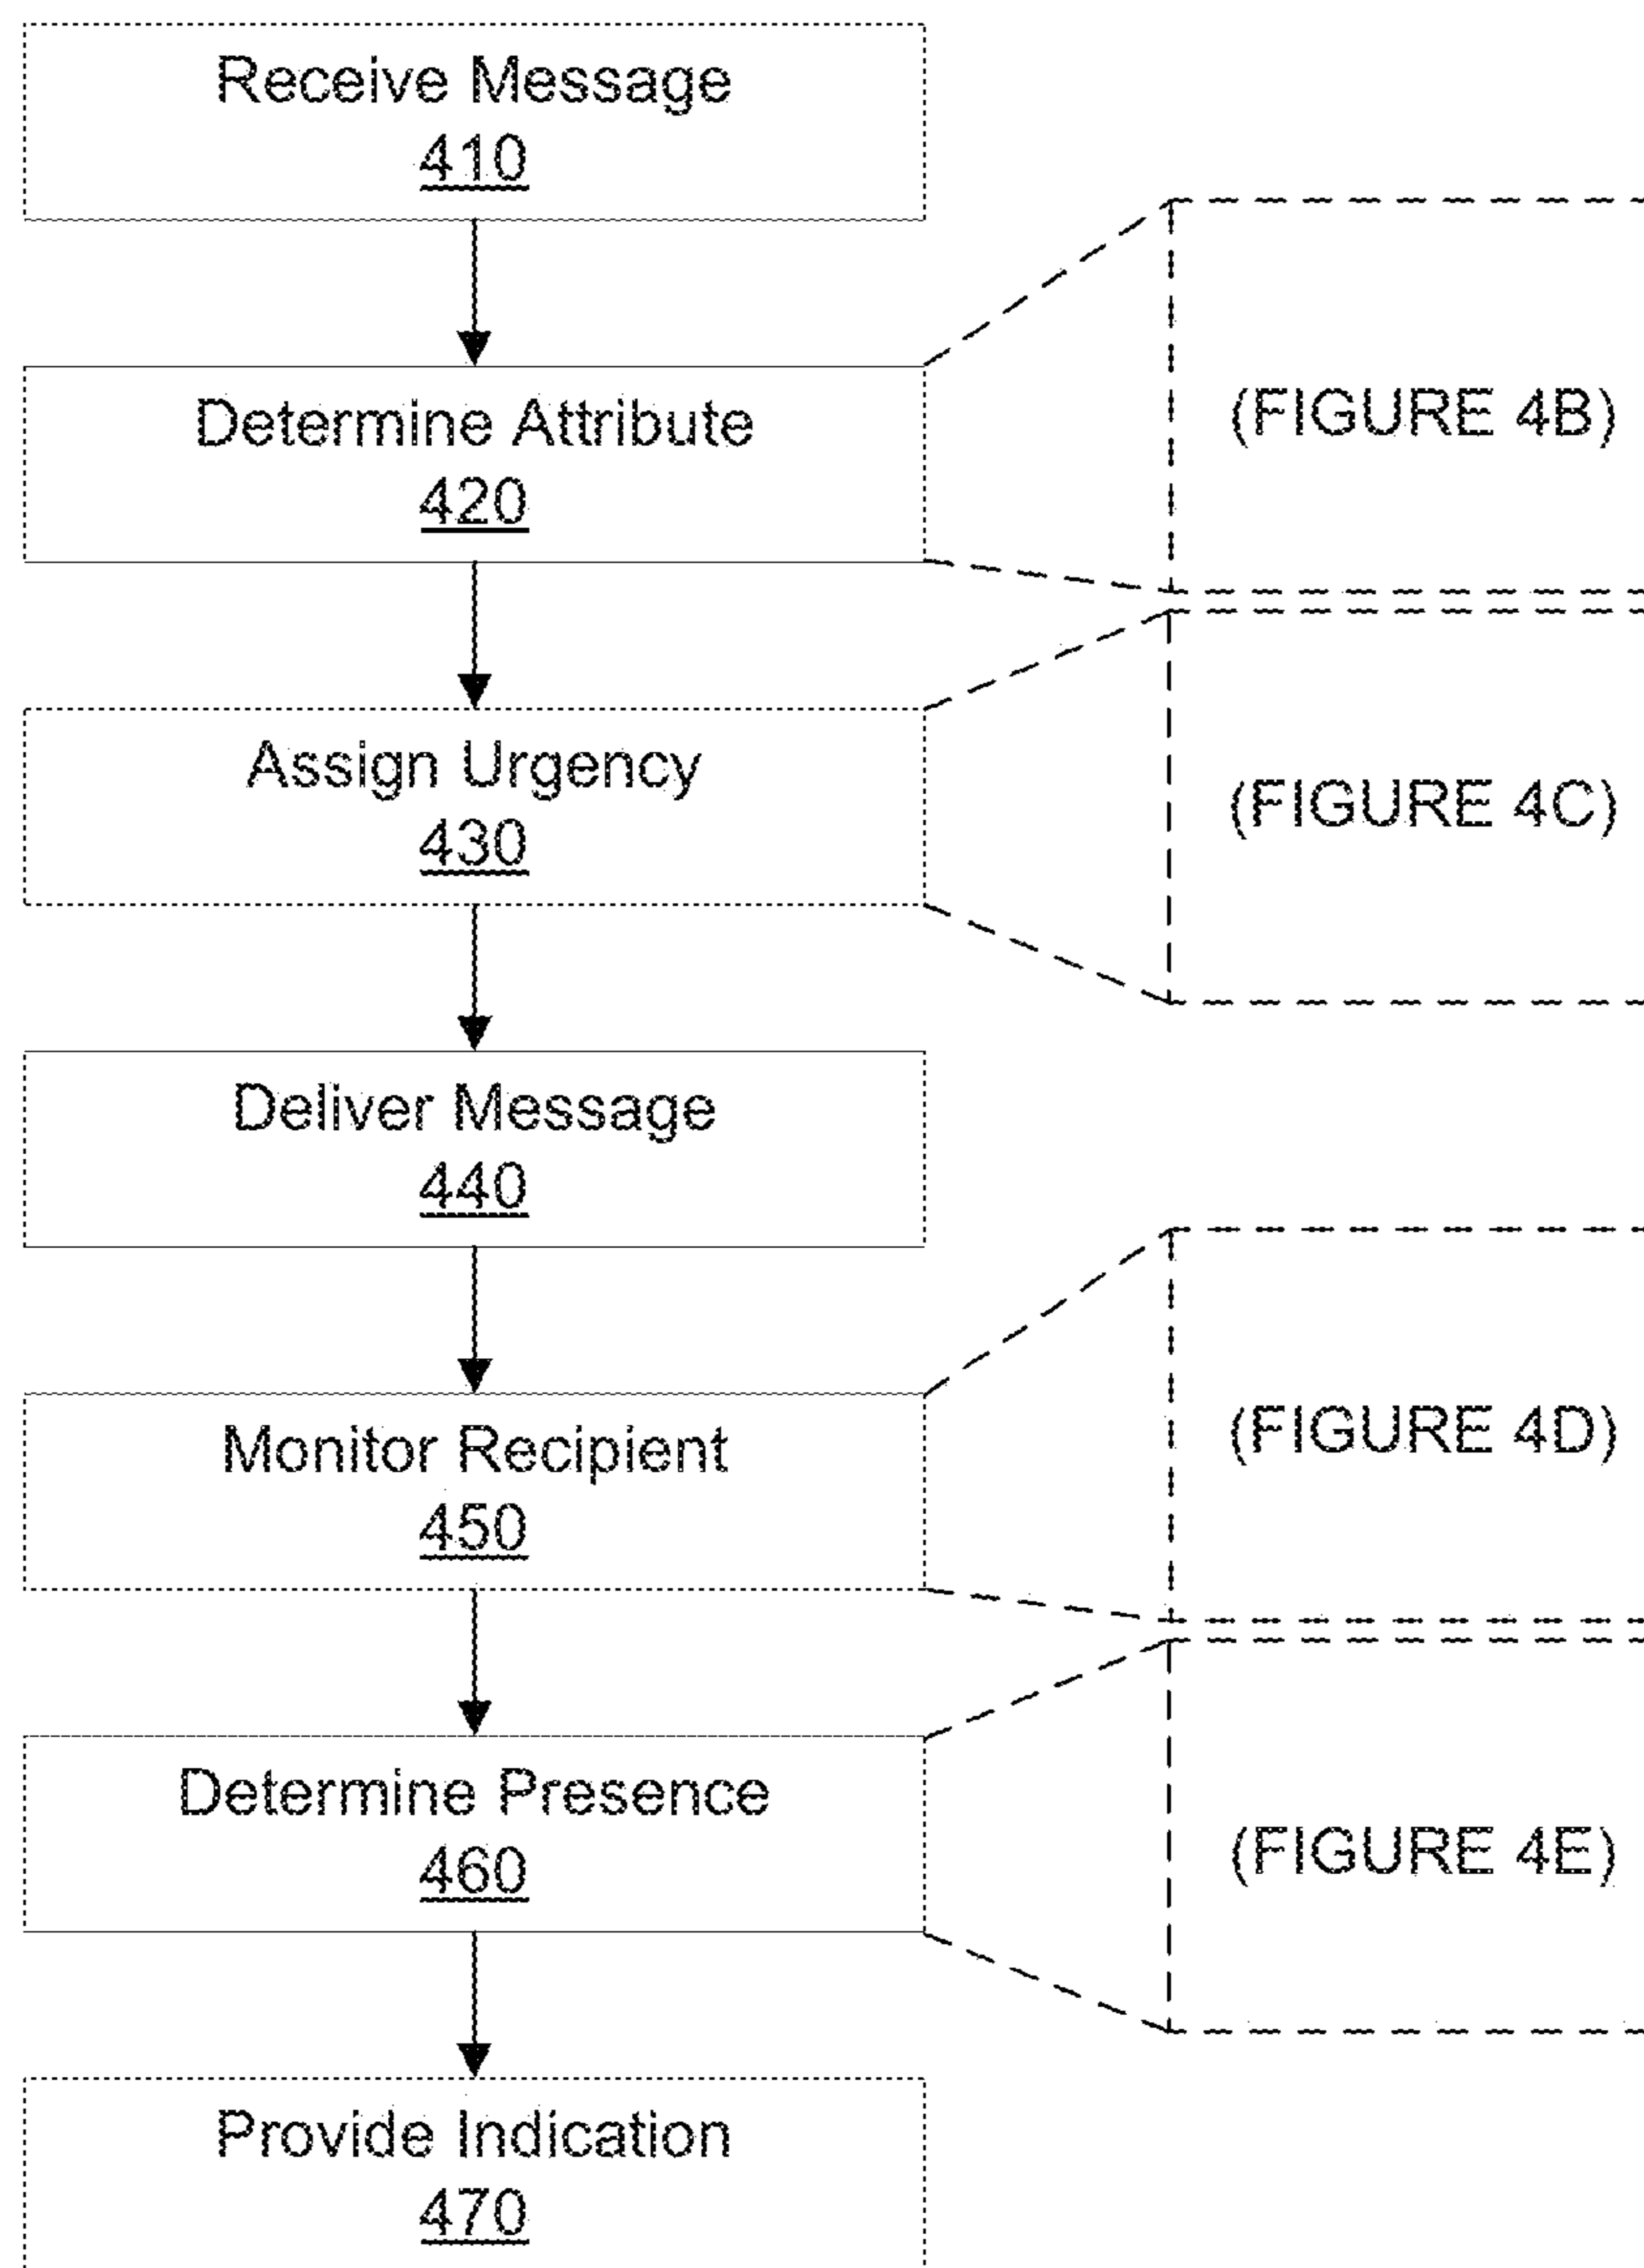 Receive Message
410
Determine Attribute
420
(FIGURE 4B)
Assign Urgency
430
(FIGURE 4C)
Deliver Message
440
Monitor Recipient
450
(FIGURE 4D)
Determine Presence
460
(FIGURE 4E)
Provide Indication
470